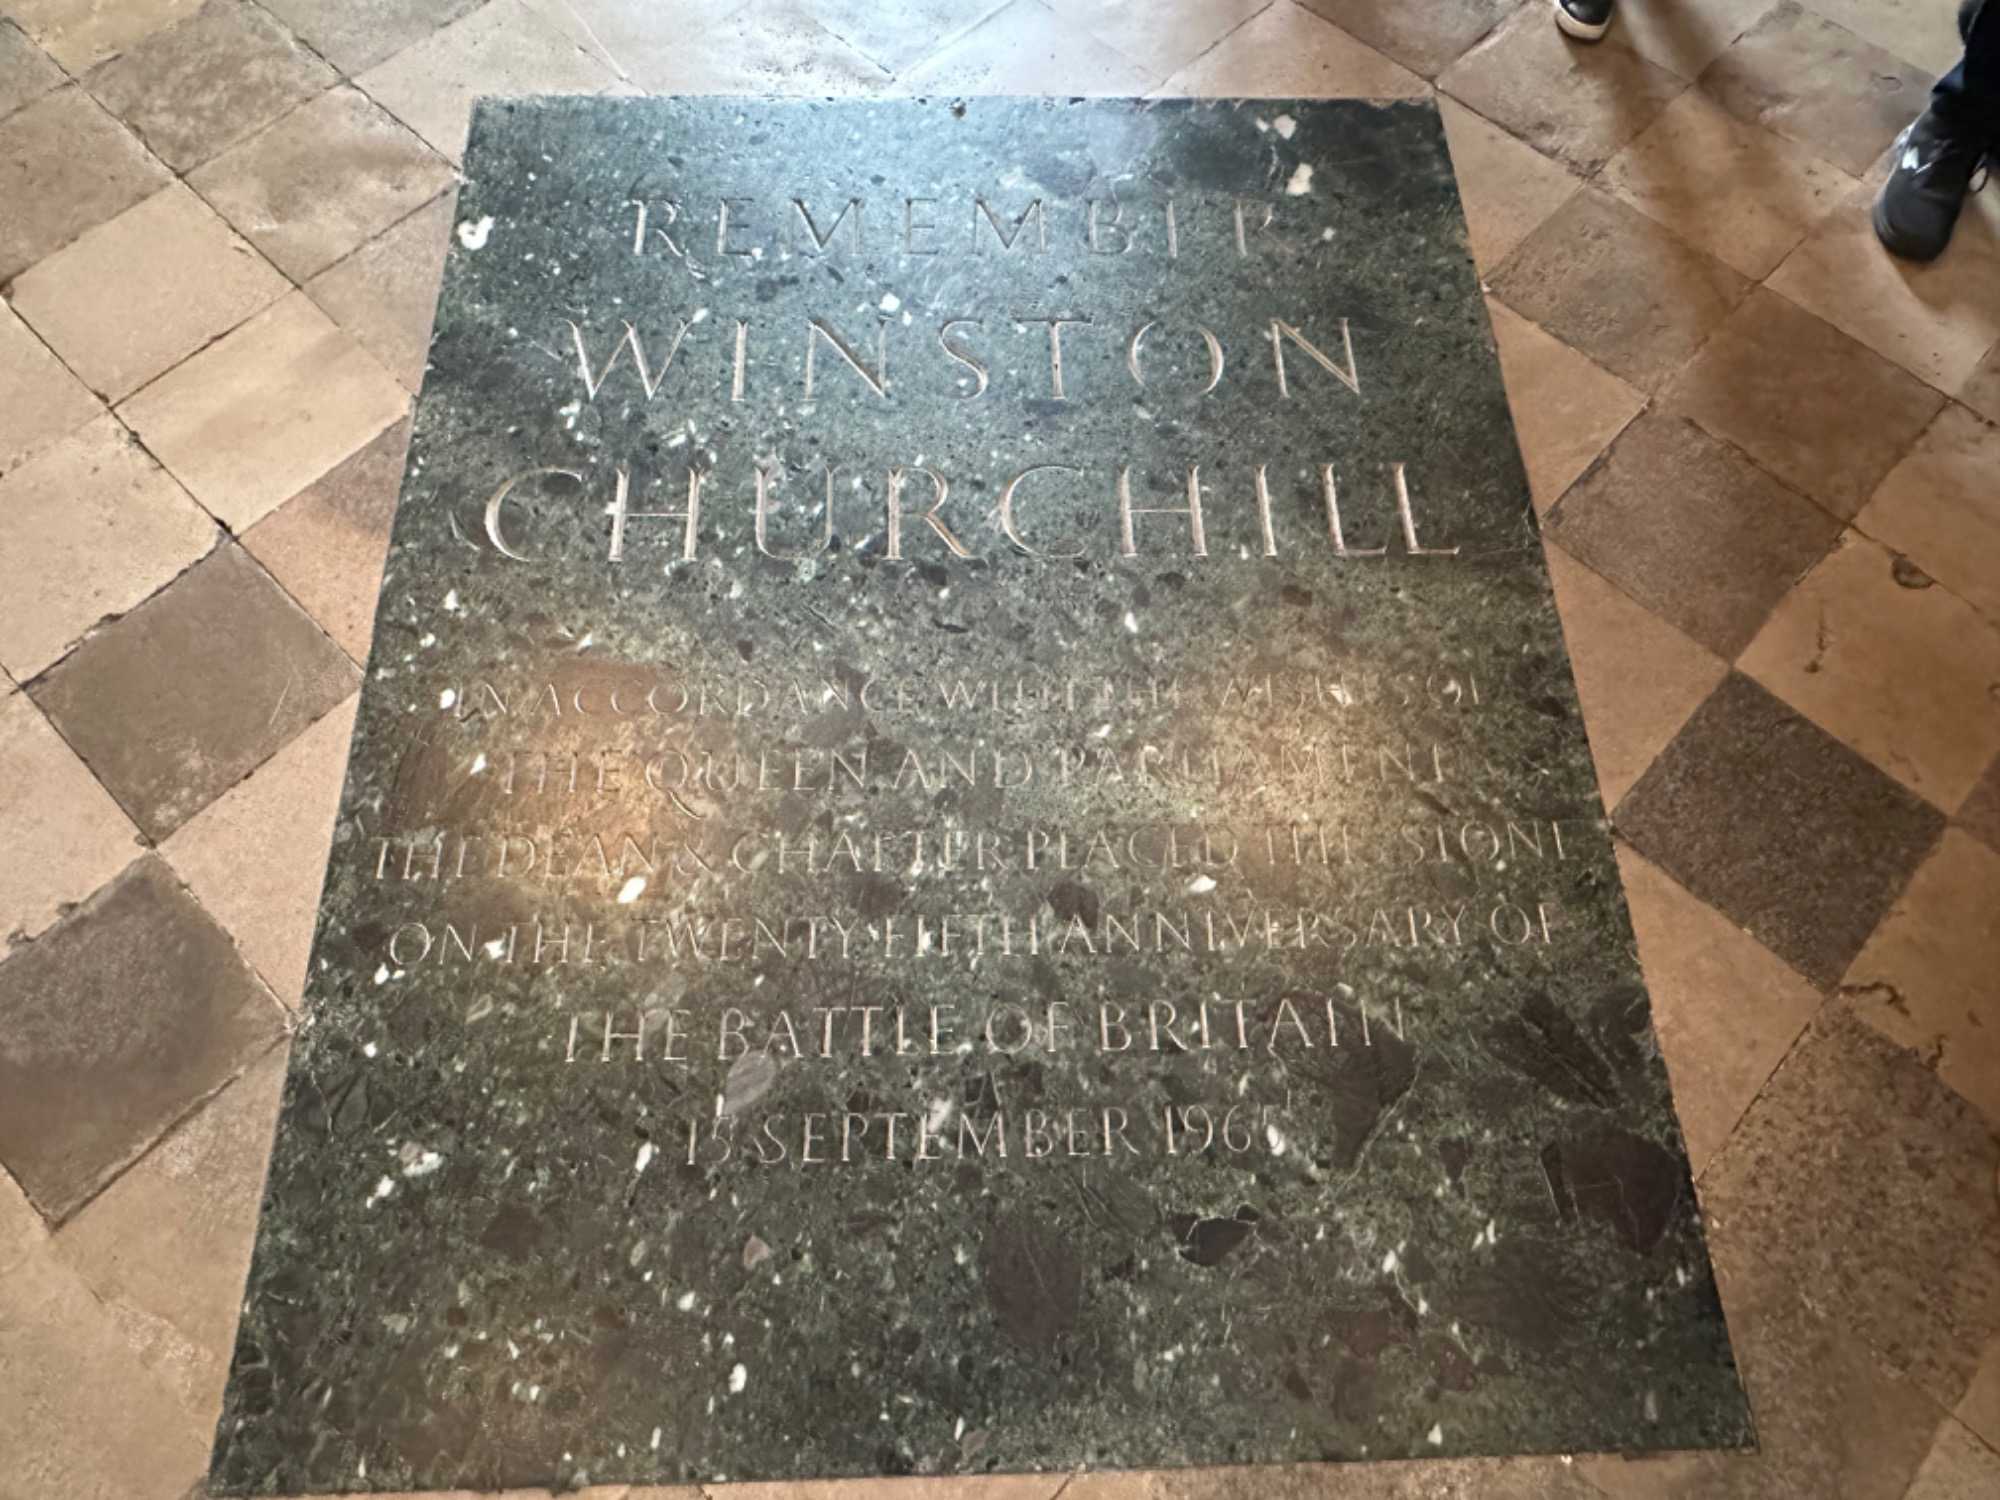 REMEMBER
WINSTON
CHURCHILL
IN ACCORDANCE WITH THE WISHES OF
THE QUEEN AND PARLIAMENT
THE DEAN & CHAPTER PLACED THIS STONE
ON THE TWENTY FIFTH ANNIVERSARY OF
THE BATTLE OF BRITAIN
15 SEPTEMBER 1965